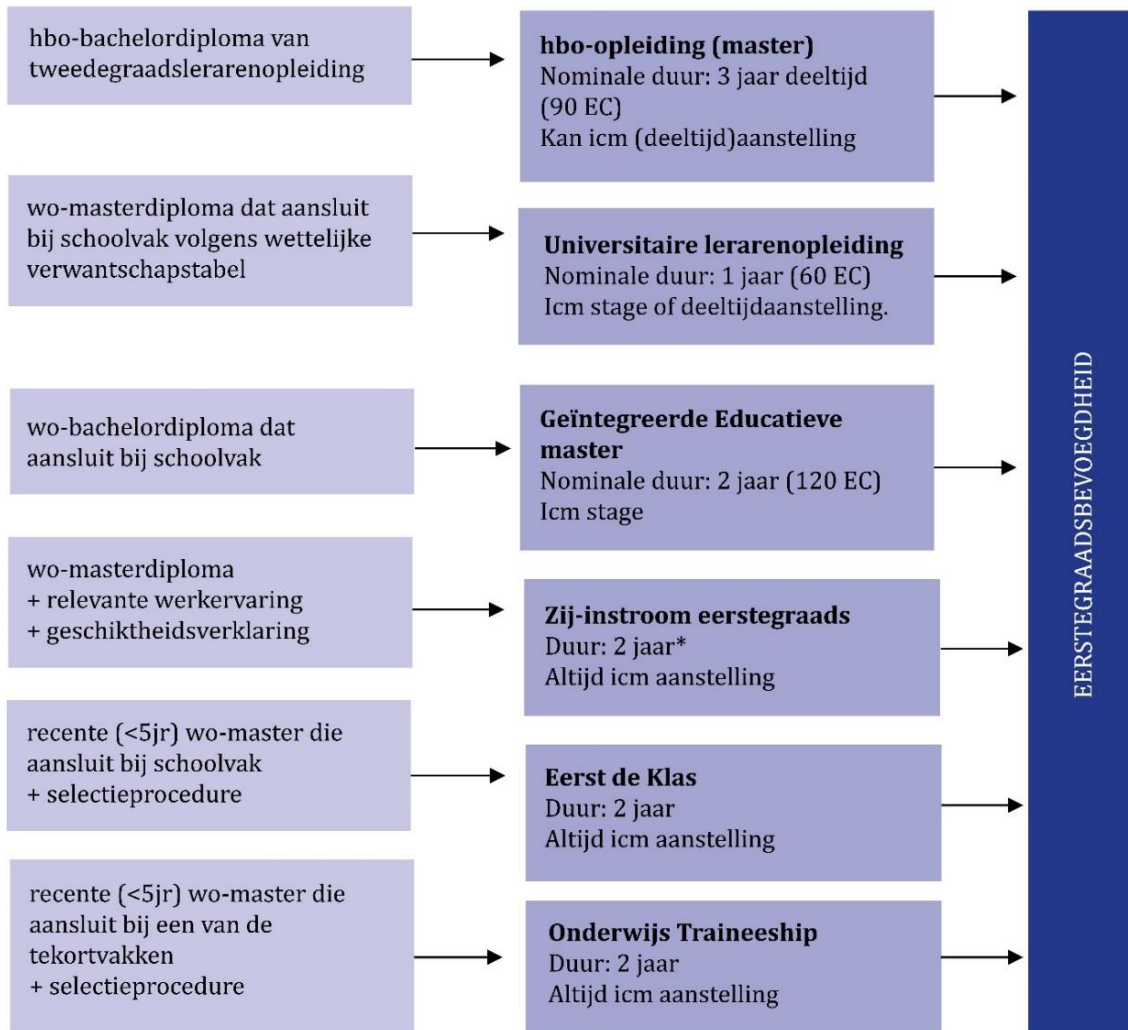 hbo-bachelordiploma van
tweedegraadslerarenopleiding
hbo-opleiding (master)
Nominale duur: 3 jaar deeltijd
(90 EC)
Kan icm (deeltijd)aanstelling
wo-masterdiploma dat aansluit
bij schoolvak volgens wettelijke
verwantschapstabel
Universitaire lerarenopleiding
Nominale duur: 1 jaar (60 EC)
Icm stage of deeltijdaanstelling.
wo-bachelordiploma dat
aansluit bij schoolvak
Geïntegreerde Educatieve
master
Nominale duur: 2 jaar (120 EC)
Icm stage
wo-masterdiploma
+ relevante werkervaring
+ geschiktheidsverklaring
Zij-instroom eerstegraads
Duur: 2 jaar*
Altijd icm aanstelling
recente (<5jr) wo-master die
aansluit bij schoolvak
+ selectieprocedure
Eerst de Klas
Duur: 2 jaar
Altijd icm aanstelling
recente (<5jr) wo-master die
aansluit bij een van de
tekortvakken
+ selectieprocedure
Onderwijs Traineeship
Duur: 2 jaar
Altijd icm aanstelling
EERSTEGRAADSBEVOEGDHEID